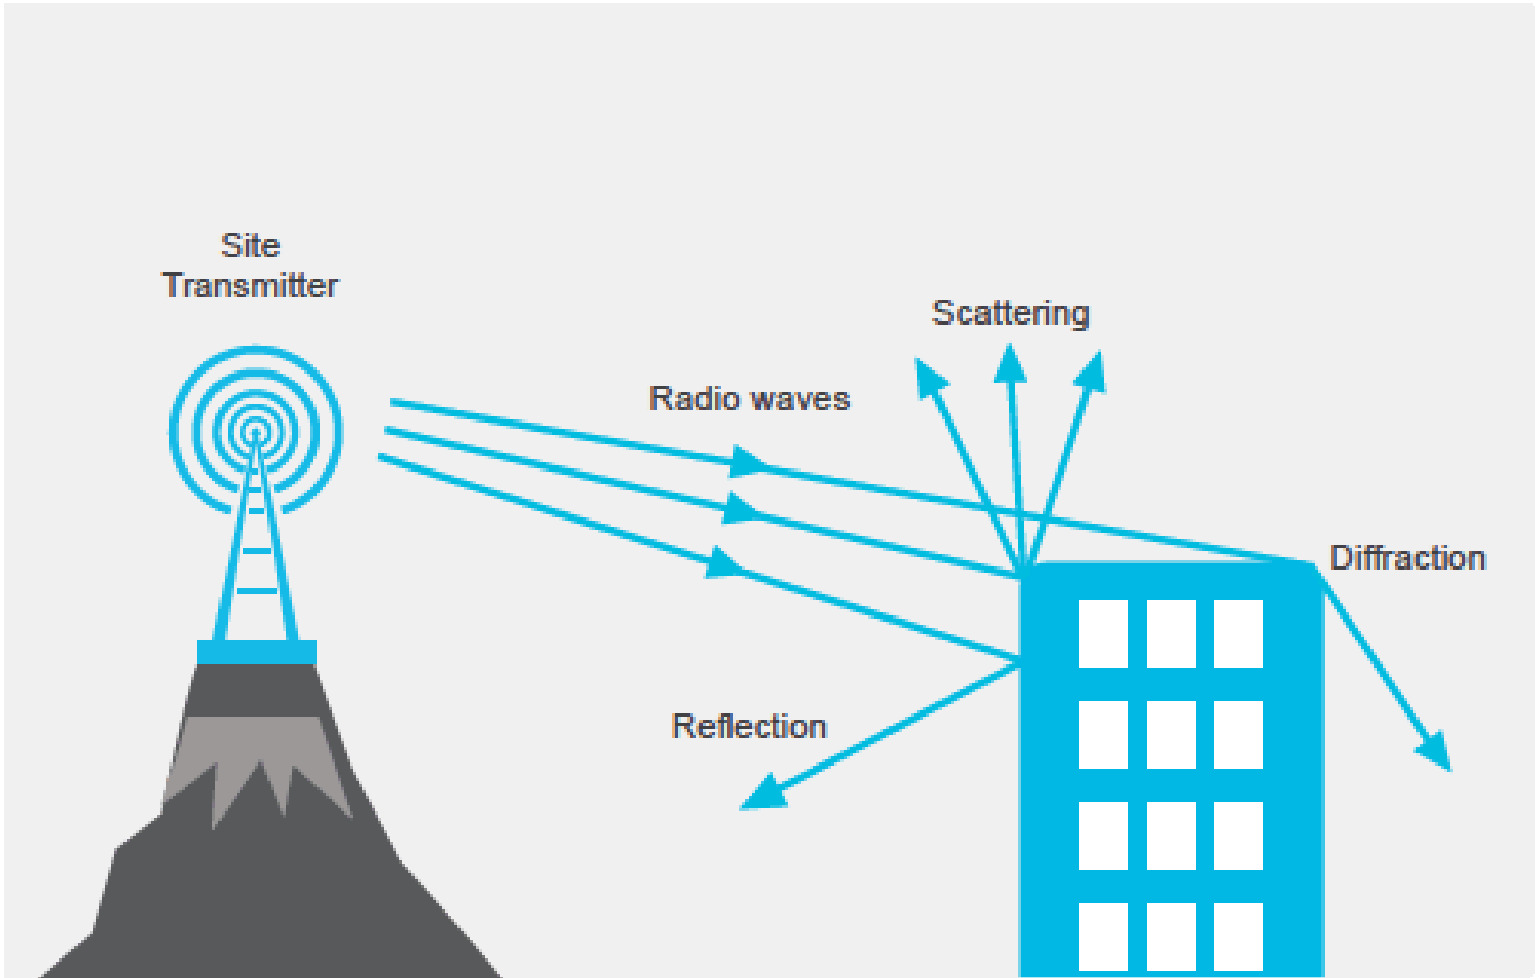 Site
Transmitter
Scattering
Radio waves
Diffraction
Reflection